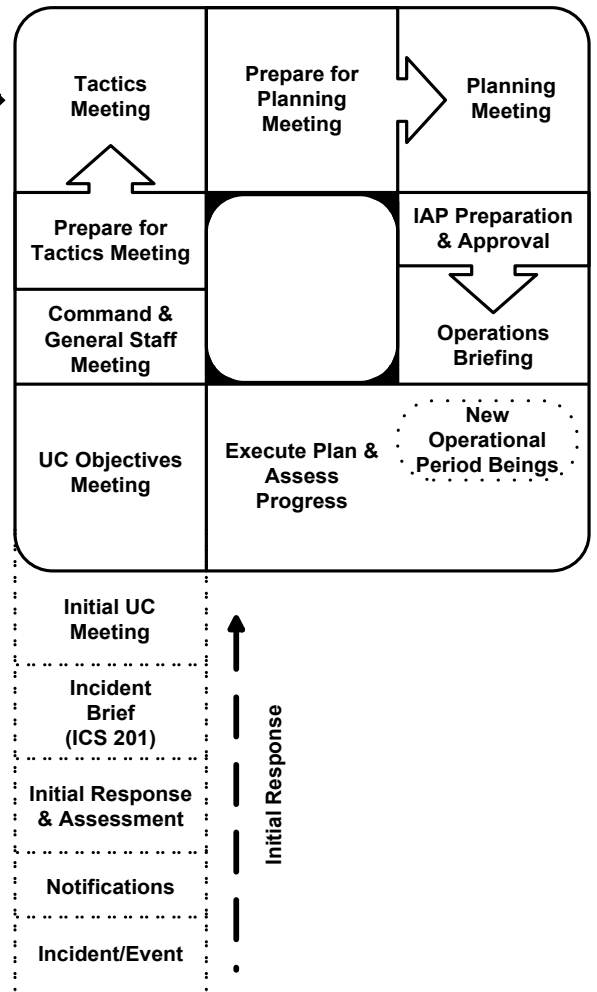 Tactics
Meeting
Prepare for
Planning
Meeting
Planning
Meeting
Prepare for
Tactics Meeting
IAP Preparation
& Approval
Command &
General Staff
Meeting
Operations
Briefing
UC Objectives
Meeting
Execute Plan &
Assess
Progress
New
Operational
Period Beings
Initial UC
Meeting
Incident
Brief
(ICS 201)
Initial Response
& Assessment
Notifications
Incident/Event
Initial Response